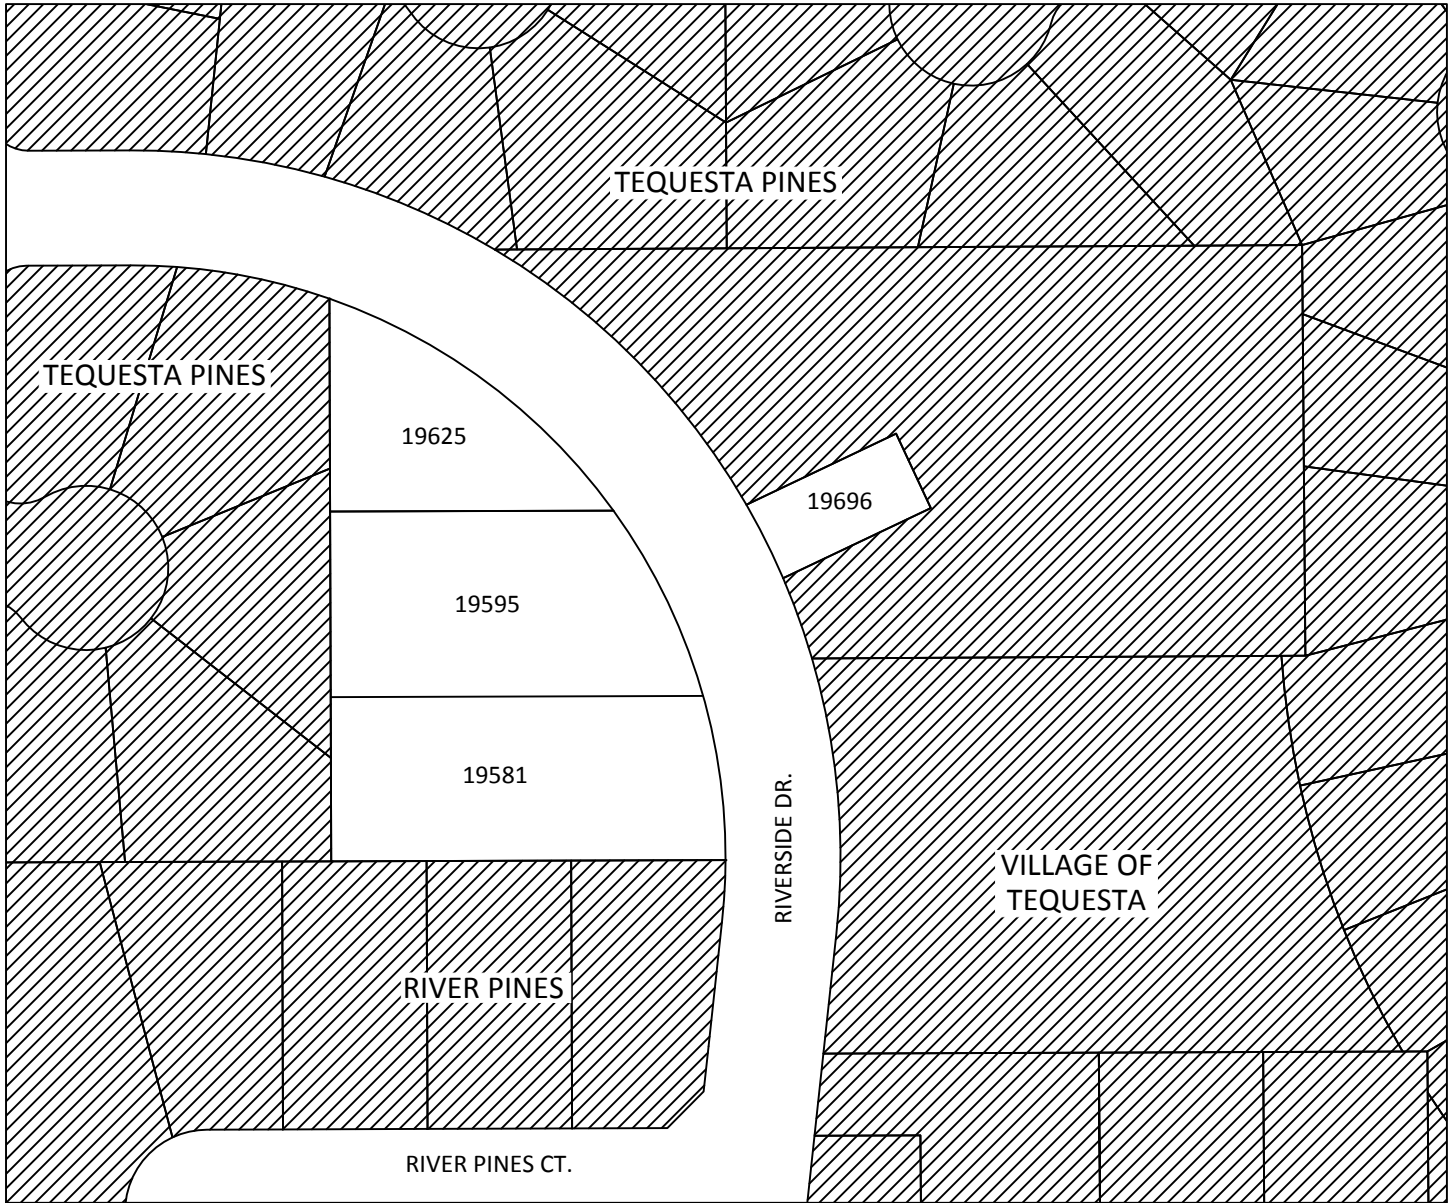 TEQUESTA PINES
TEQUESTA PINES
19625
19696
19595
19581
RIVERSIDE DR.
VILLAGE OF
TEQUESTA
RIVER PINES
RIVER PINES CT.